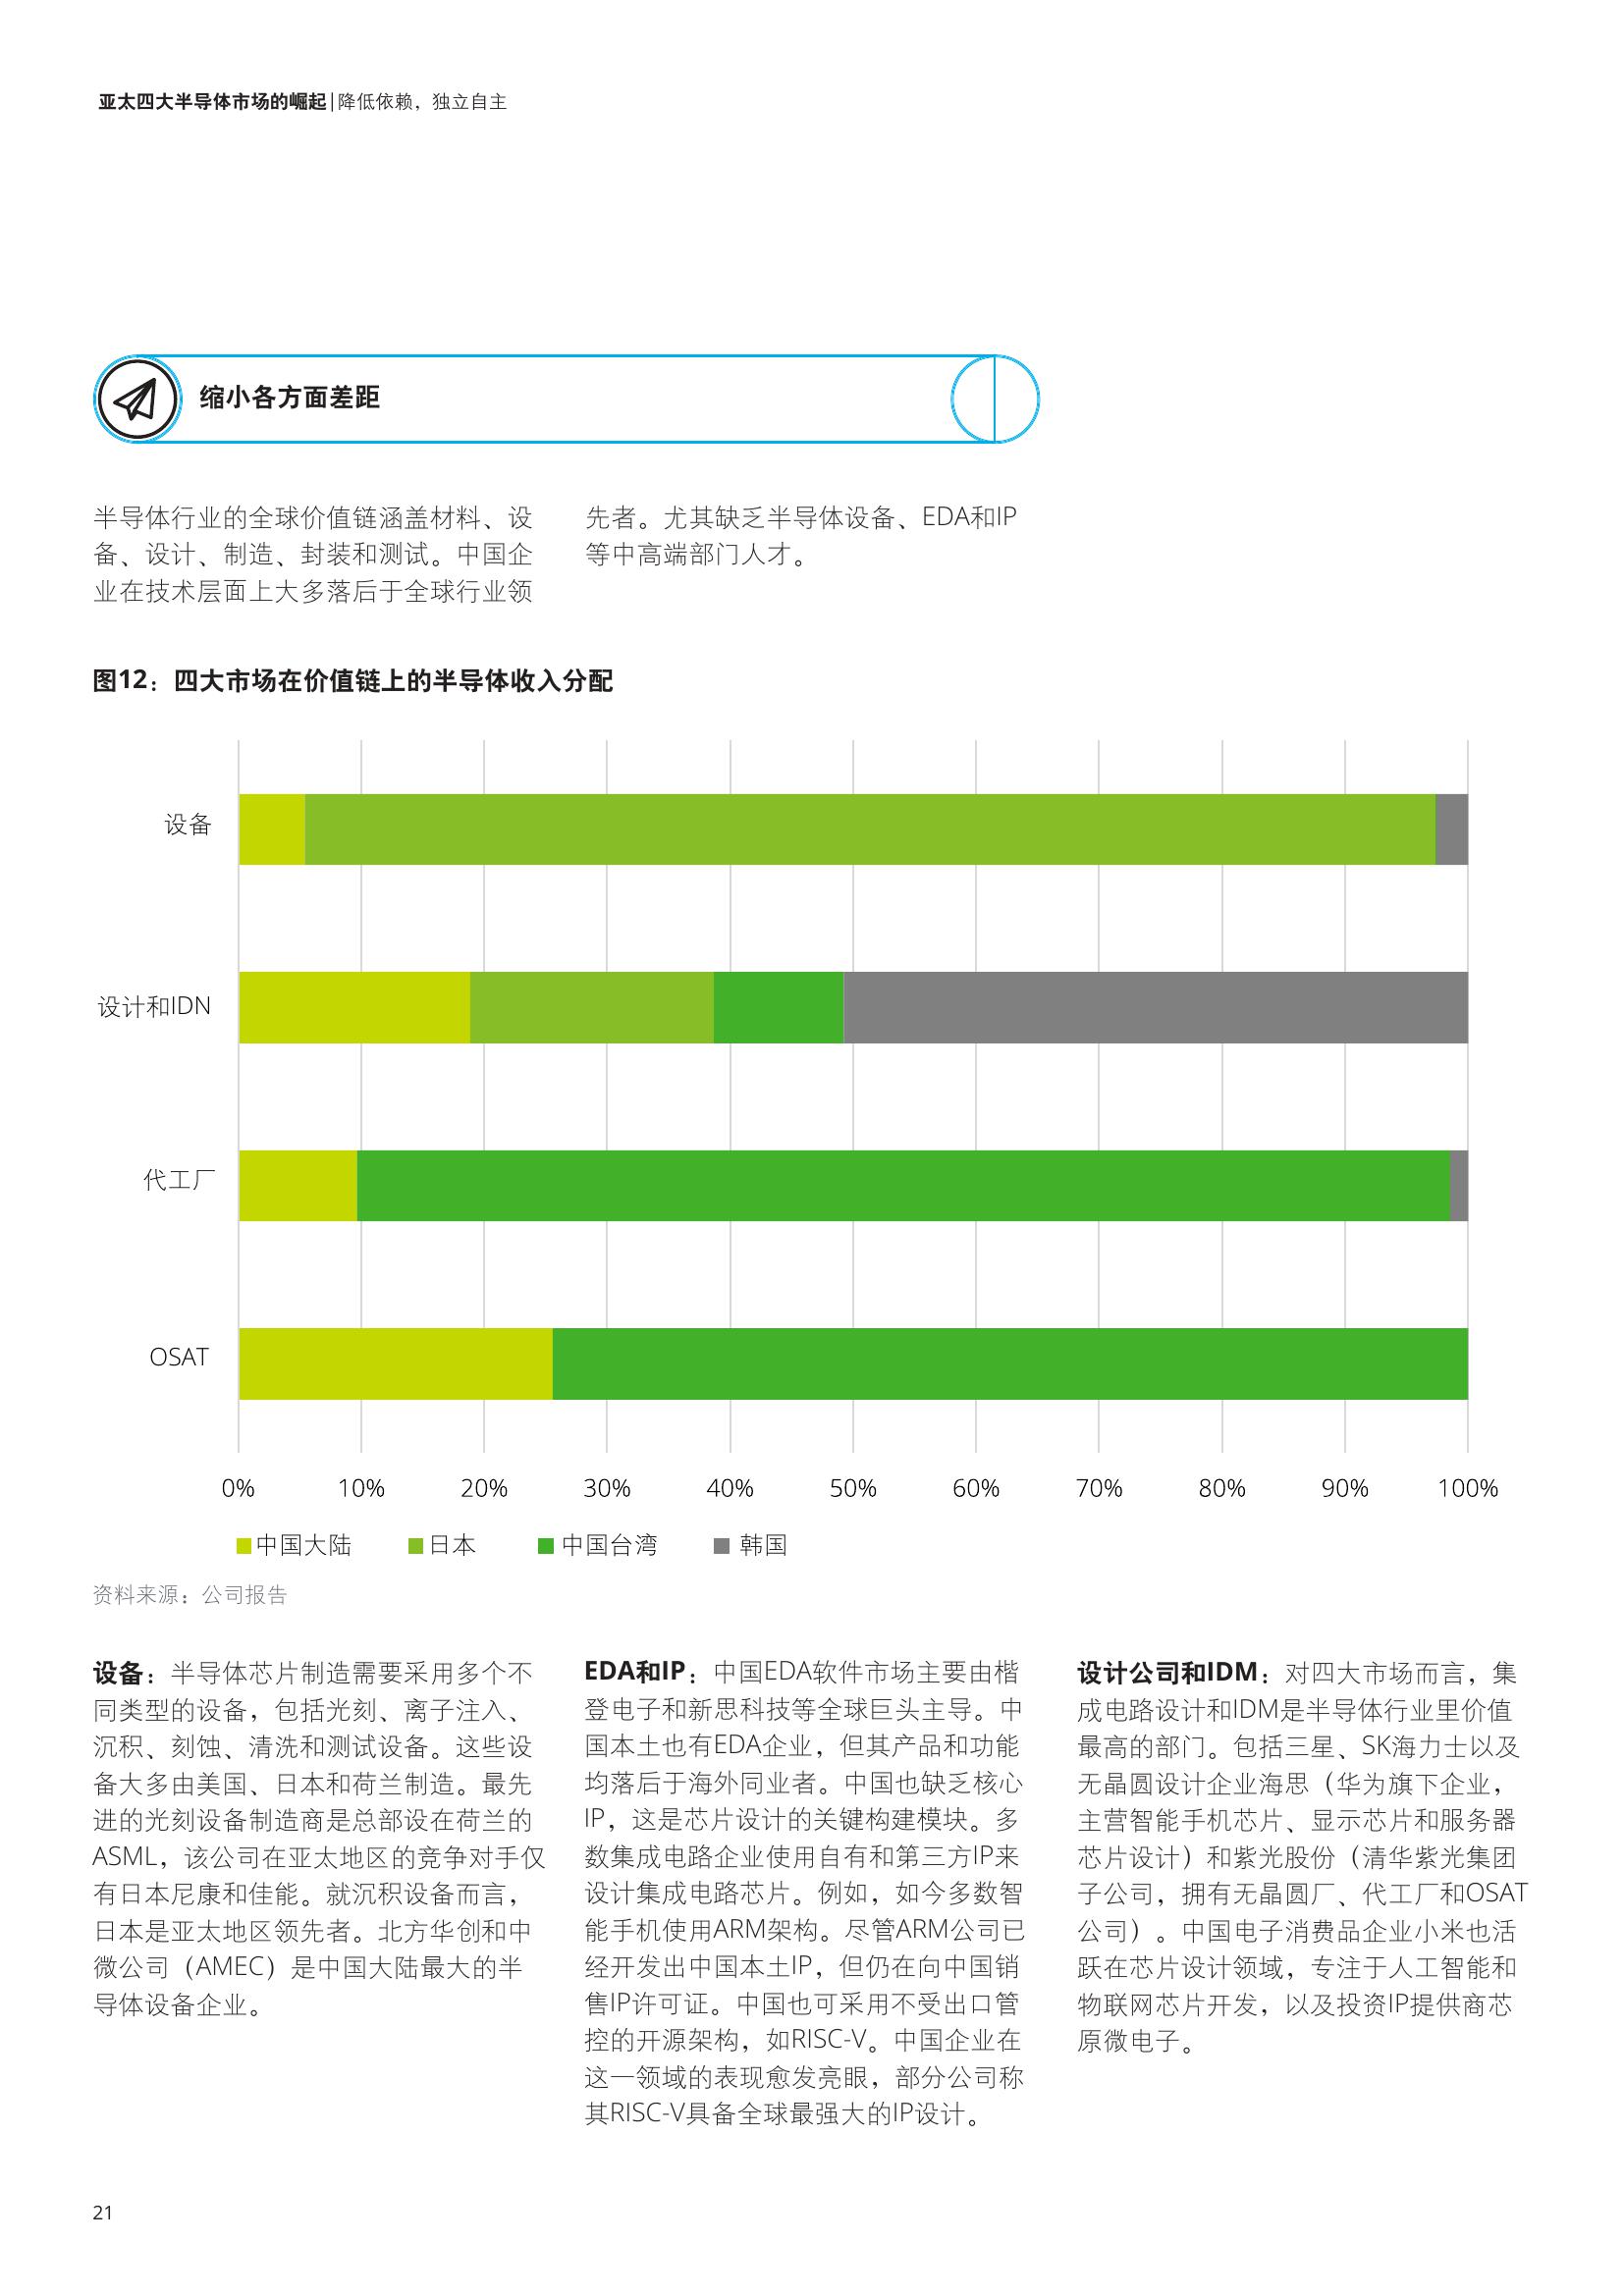 亚太四大半导体市场的崛起|降低依赖，独立自主
缩小各方面差距
半导体行业的全球价值链涵盖材料、设
备、设计、制造、封装和测试。中国企
业在技术层面上大多落后于全球行业领
先者。尤其缺乏半导体设备、EDA和IP
等中高端部门人才。
图12：四大市场在价值链上的半导体收入分配
设备
设计和IDN
代工厂
OSAT
0% 10% 20% 30% 40% 50% 60% 70% 80% 90% 100%
中国大陆 日本 中国台湾 韩国
资料来源：公司报告
设备：半导体芯片制造需要采用多个不
同类型的设备，包括光刻、离子注入、
沉积、刻蚀、清洗和测试设备。这些设
备大多由美国、日本和荷兰制造。最先
进的光刻设备制造商是总部设在荷兰的
ASML，该公司在亚太地区的竞争对手仅
有日本尼康和佳能。就沉积设备而言，
日本是亚太地区领先者。北方华创和中
微公司（AMEC）是中国大陆最大的半
导体设备企业。
EDA和IP：中国EDA软件市场主要由楷
登电子和新思科技等全球巨头主导。中
国本土也有EDA企业，但其产品和功能
均落后于海外同业者。中国也缺乏核心
IP，这是芯片设计的关键构建模块。多
数集成电路企业使用自有和第三方IP来
设计集成电路芯片。例如，如今多数智
能手机使用ARM架构。尽管ARM公司已
经开发出中国本土IP，但仍在向中国销
售IP许可证。中国也可采用不受出口管
控的开源架构，如RISC-V。中国企业在
这一领域的表现愈发亮眼，部分公司称
其RISC-V具备全球最强大的IP设计。
设计公司和IDM：对四大市场而言，集
成电路设计和IDM是半导体行业里价值
最高的部门。包括三星、SK海力士以及
无晶圆设计企业海思（华为旗下企业，
主营智能手机芯片、显示芯片和服务器
芯片设计）和紫光股份（清华紫光集团
子公司，拥有无晶圆厂、代工厂和OSAT
公司）。中国电子消费品企业小米也活
跃在芯片设计领域，专注于人工智能和
物联网芯片开发，以及投资IP提供商芯
原微电子。
21